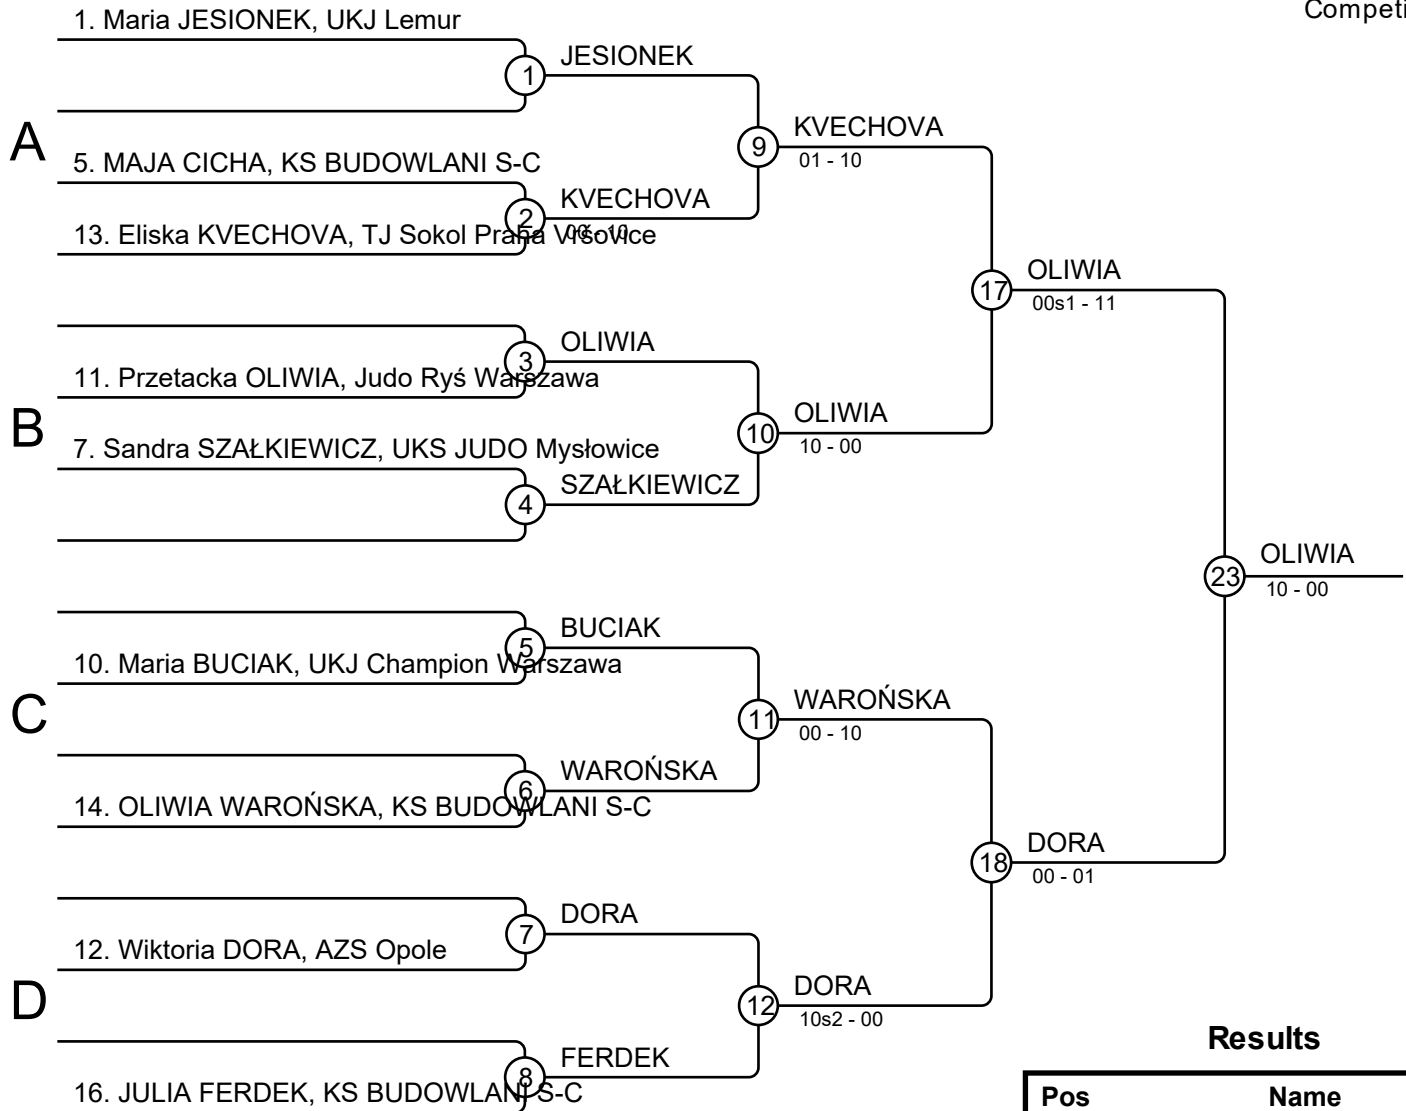 Competi
1. Maria JESIONEK, UKJ Lemur
1
JESIONEK
A
9
KVECHOVA
01 - 10
5. MAJA CICHA, KS BUDOWLANI S-C
2
KVECHOVA
00 - 10
13. Eliska KVECHOVA, TJ Sokol Praha Vršovice
17
OLIWIA
00s1 - 11
3
OLIWIA
11. Przetacka OLIWIA, Judo Ryś Warszawa
B
10
OLIWIA
10 - 00
7. Sandra SZAŁKIEWICZ, UKS JUDO Mysłowice
4
SZAŁKIEWICZ
23
OLIWIA
10 - 00
5
BUCIAK
10. Maria BUCIAK, UKJ Champion Warszawa
C
11
WAROŃSKA
00 - 10
6
WAROŃSKA
14. OLIWIA WAROŃSKA, KS BUDOWLANI S-C
18
DORA
00 - 01
7
DORA
12. Wiktoria DORA, AZS Opole
D
12
DORA
10s2 - 00
8
FERDEK
16. JULIA FERDEK, KS BUDOWLANI S-C
Results
Pos Name